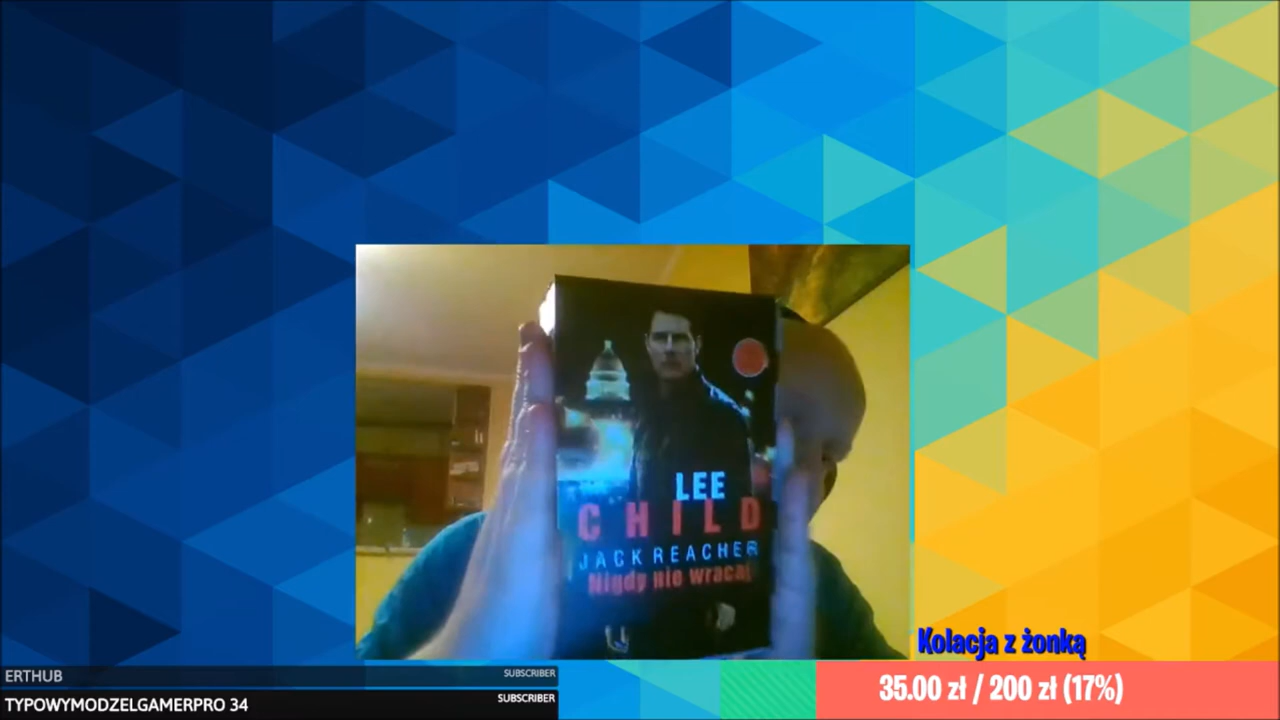 LEE
CHILD
JACK REACHER
Nigdy nie wracaj
Kolacja z żonką
35.00 zł / 200 zł (17%)
ERTHUB
SUBSCRIBER
TYPOWYMODZELGAMERPRO 34
SUBSCRIBER